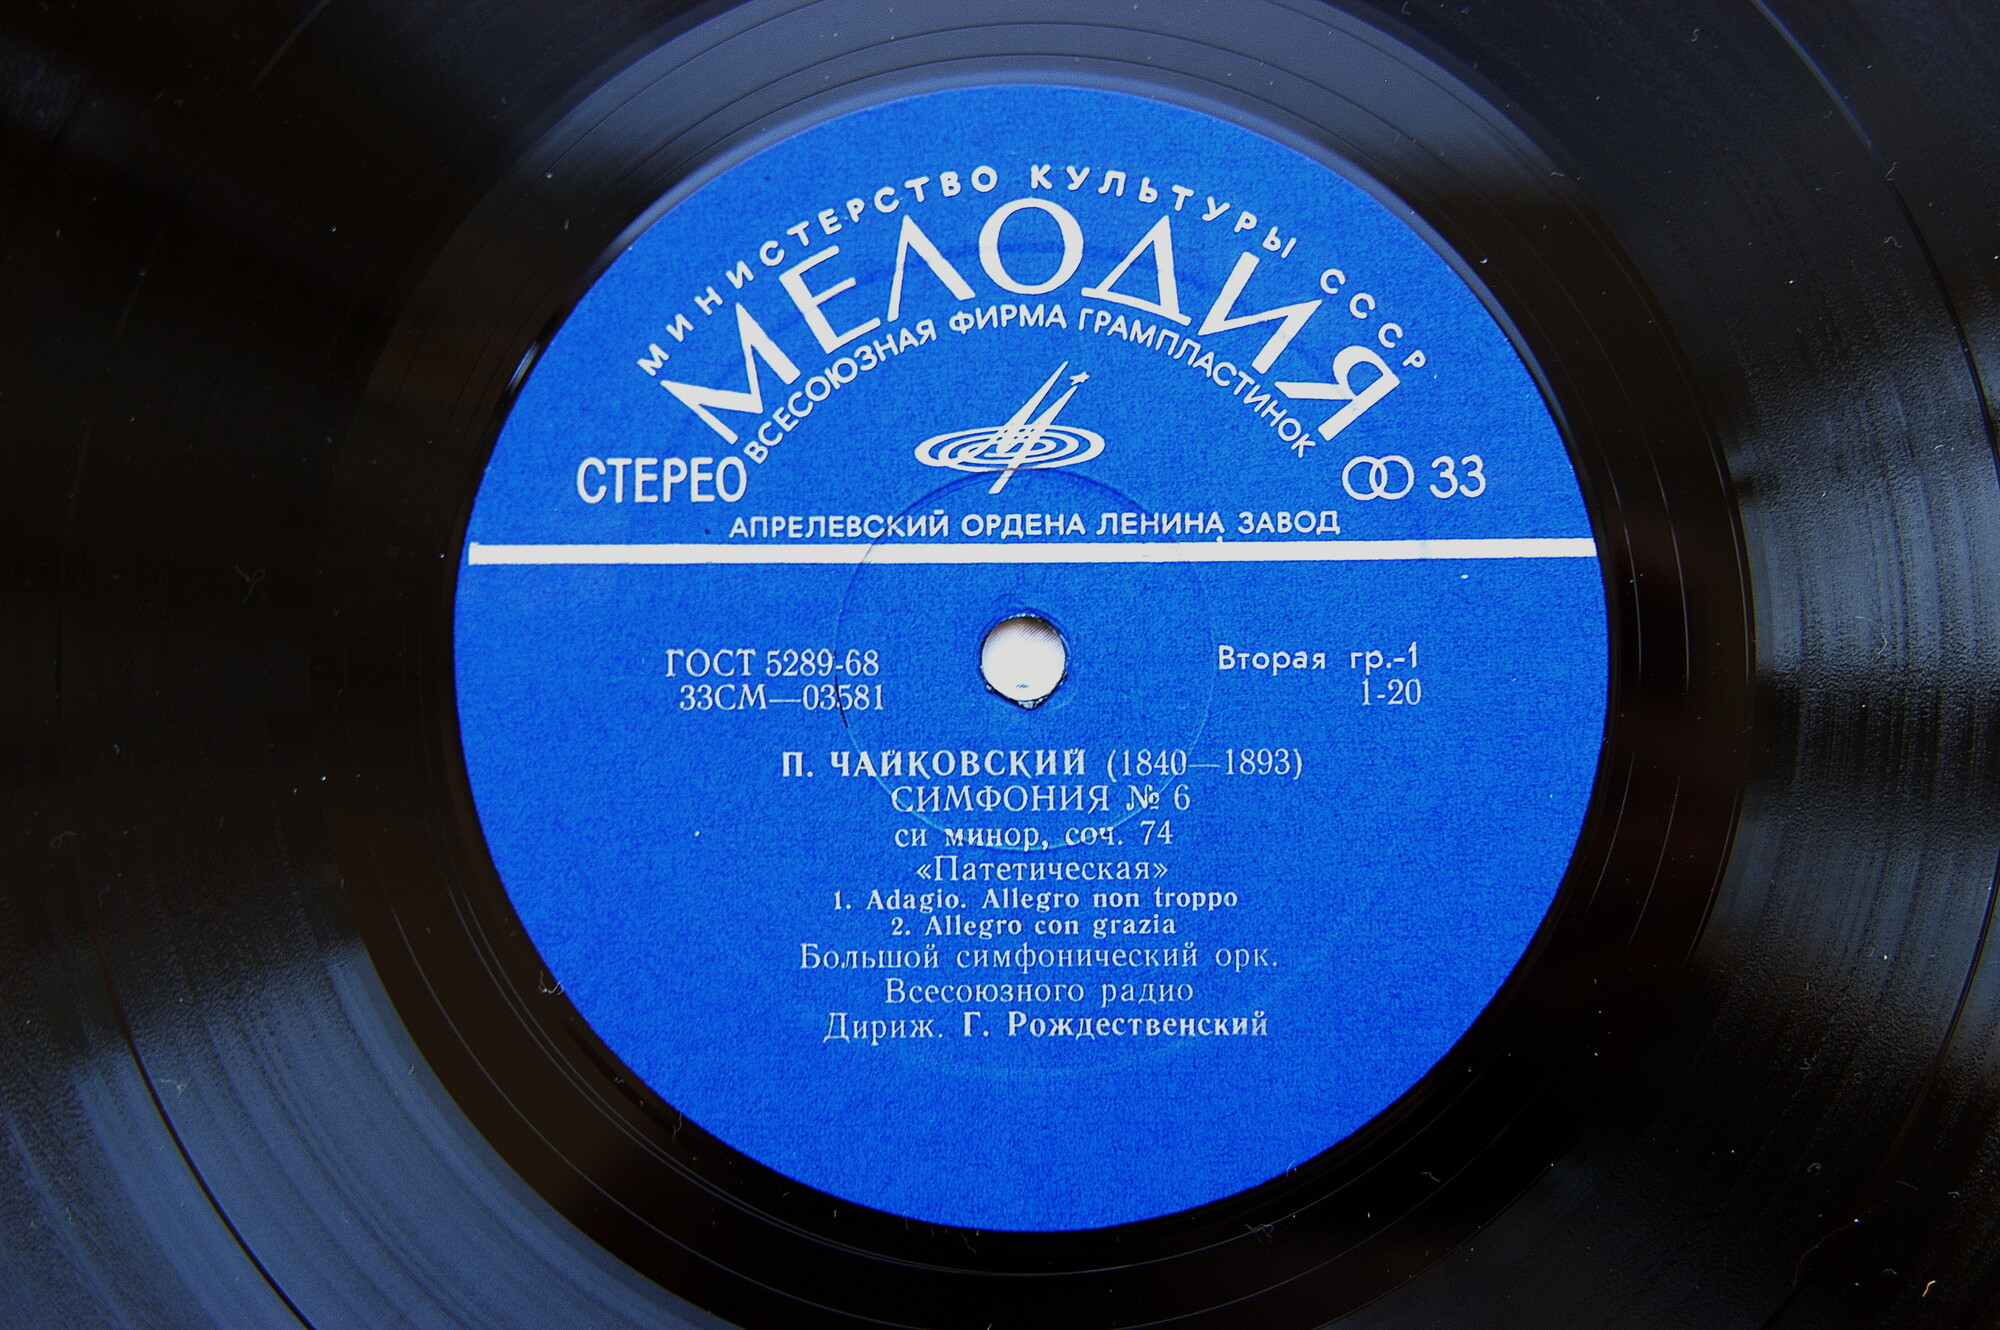 МИНИСТЕРСТВО КУЛЬТУРЫ СССР
МЕЛОДИЯ
ВСЕСОЮЗНАЯ ФИРМА ГРАМПЛАСТИНОК
СТЕРЕО
33
АПРЕЛЕВСКИЙ ОРДЕНА ЛЕНИНА ЗАВОД
ГОСТ 5289-68
Вторая гр.-1
33СМ—03581
1-20
П. ЧАЙКОВСКИЙ (1840—1893)
СИМФОНИЯ № 6
си минор, соч. 74
«Патетическая»
1. Adagio. Allegro non troppo
2. Allegro con grazia
Большой симфонический орк.
Всесоюзного радио
Дириж. Г. Рождественский